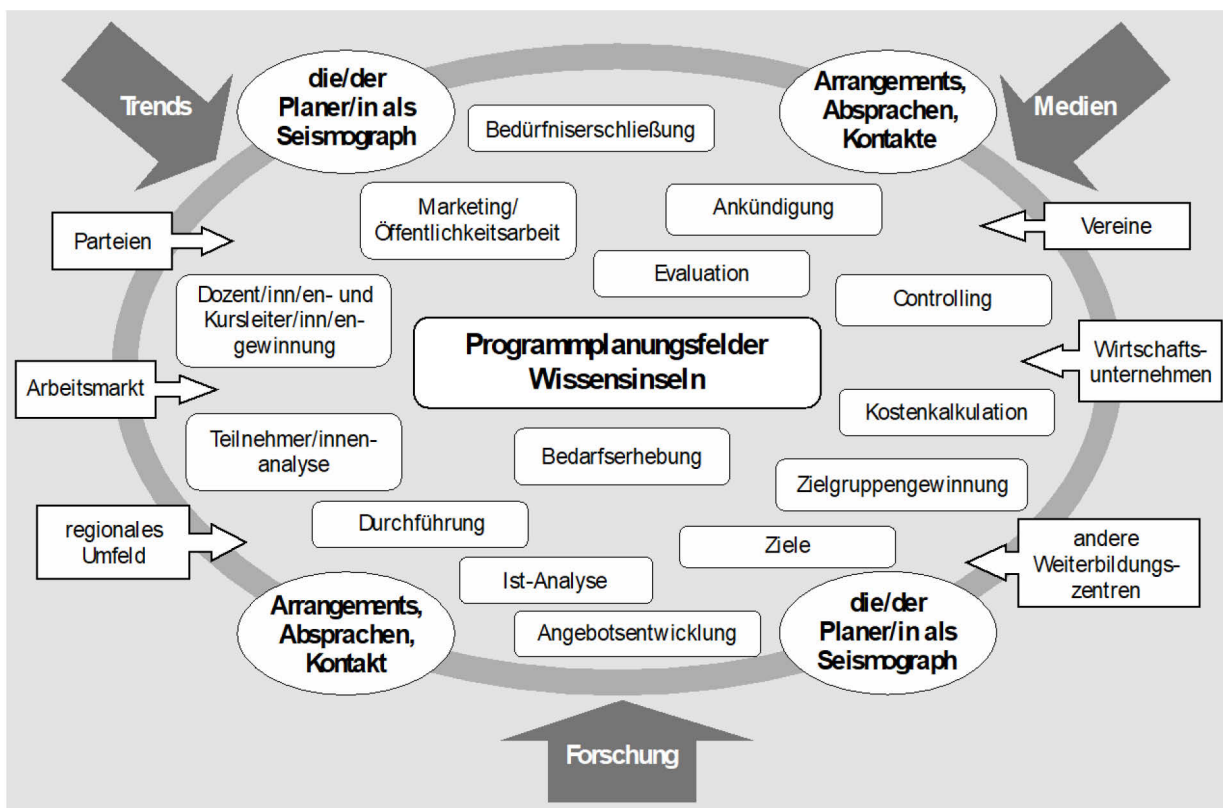 die/der
Planer/in als
Seismograph
Arrangements,
Absprachen,
Kontakte
Trends
Medien
Bedürfniserschließung
Marketing/
Öffentlichkeitsarbeit
Ankündigung
Parteien
Vereine
Evaluation
Dozent/inn/en- und
Kursleiter/inn/en-
gewinnung
Controlling
Programmplanungsfelder
Wissensinseln
Wirtschafts-
unternehmen
Arbeitsmarkt
Kostenkalkulation
Teilnehmer/innen-
analyse
Bedarfserhebung
Zielgruppengewinnung
regionales
Umfeld
Durchführung
Ziele
andere
Weiterbildungs-
zentren
Ist-Analyse
Arrangements,
Absprachen,
Kontakt
Angebotsentwicklung
die/der
Planer/in als
Seismograph
Forschung